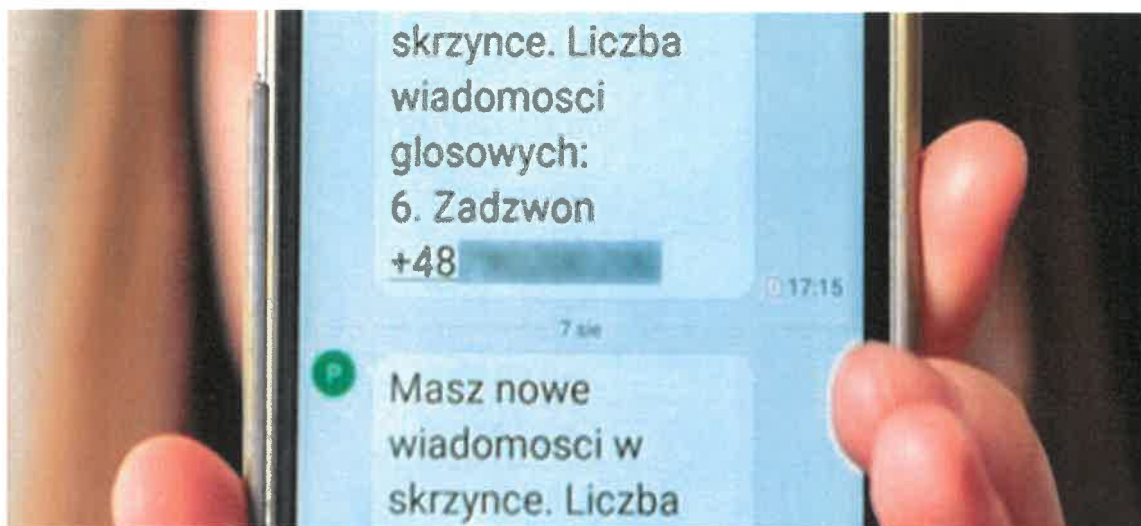 skrzynce. Liczba
wiadomosci
glosowych:
6. Zadzwon
+48
17:15
7 sie
P
Masz nowe
wiadomosci w
skrzynce. Liczba